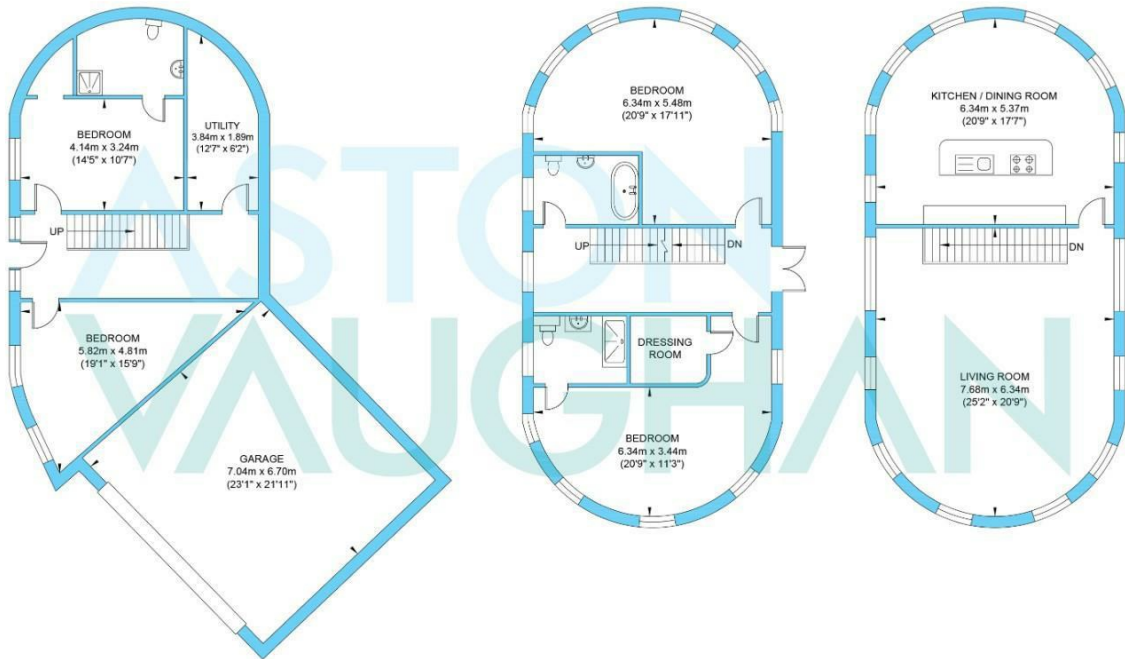 BEDROOM
4.14m x 3.24m
(14'5" x 10'7")
UTILITY
3.84m x 1.89m
(12'7" x 6'2")
UP
BEDROOM
5.82m x 4.81m
(19'1" x 15'9")
GARAGE
7.04m x 6.70m
(23'1" x 21'11")
BEDROOM
6.34m x 5.48m
(20'9" x 17'11")
UP
DN
DRESSING
ROOM
BEDROOM
6.34m x 3.44m
(20'9" x 11'3")
KITCHEN / DINING ROOM
6.34m x 5.37m
(20'9" x 17'7")
DN
LIVING ROOM
7.68m x 6.34m
(25'2" x 20'9")
ASTON
VAUGHAN